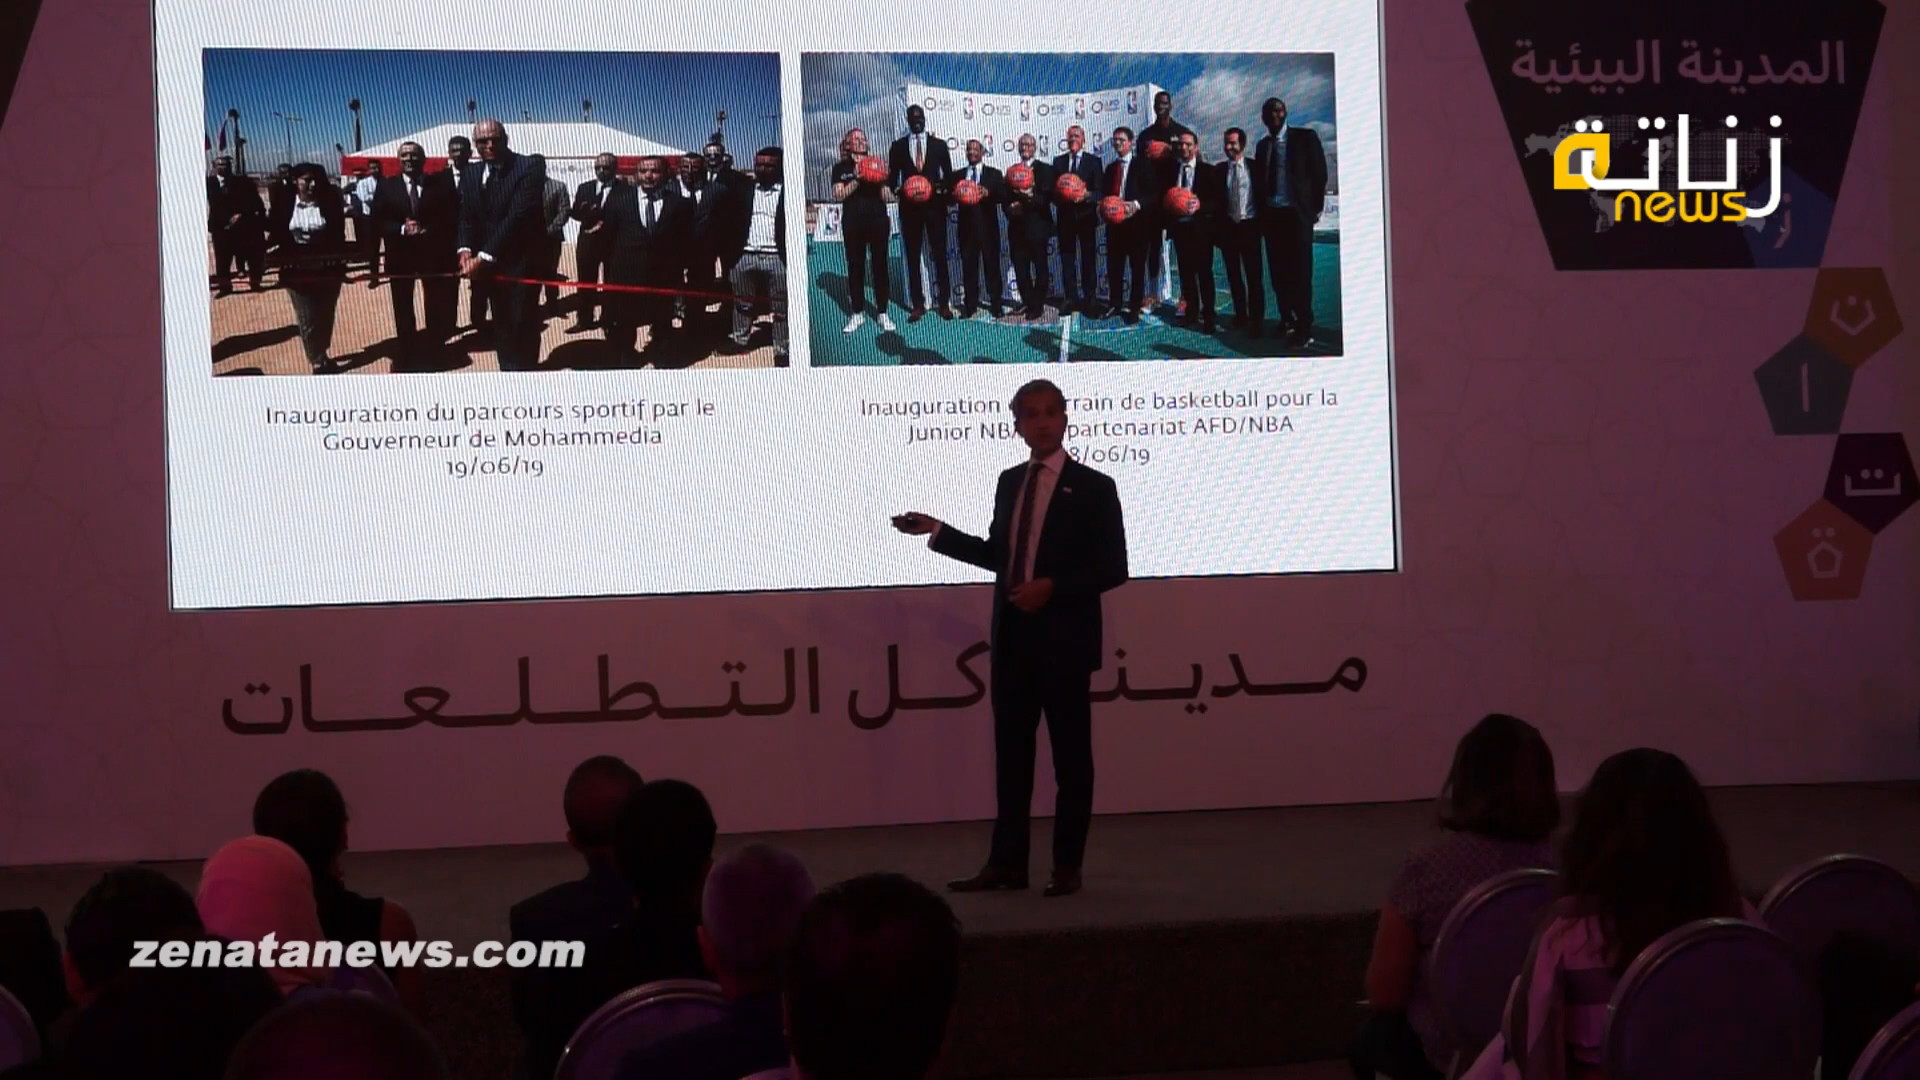 المدينة البيئية
زناتة
news
ن
ا
ت
ة
Inauguration du parcours sportif par le
Gouverneur de Mohammedia
19/06/19
Inauguration rrain de basketball pour la
Junior NB partenariat AFD/NBA
8/06/19
كل التطلعات
zenatanews.com